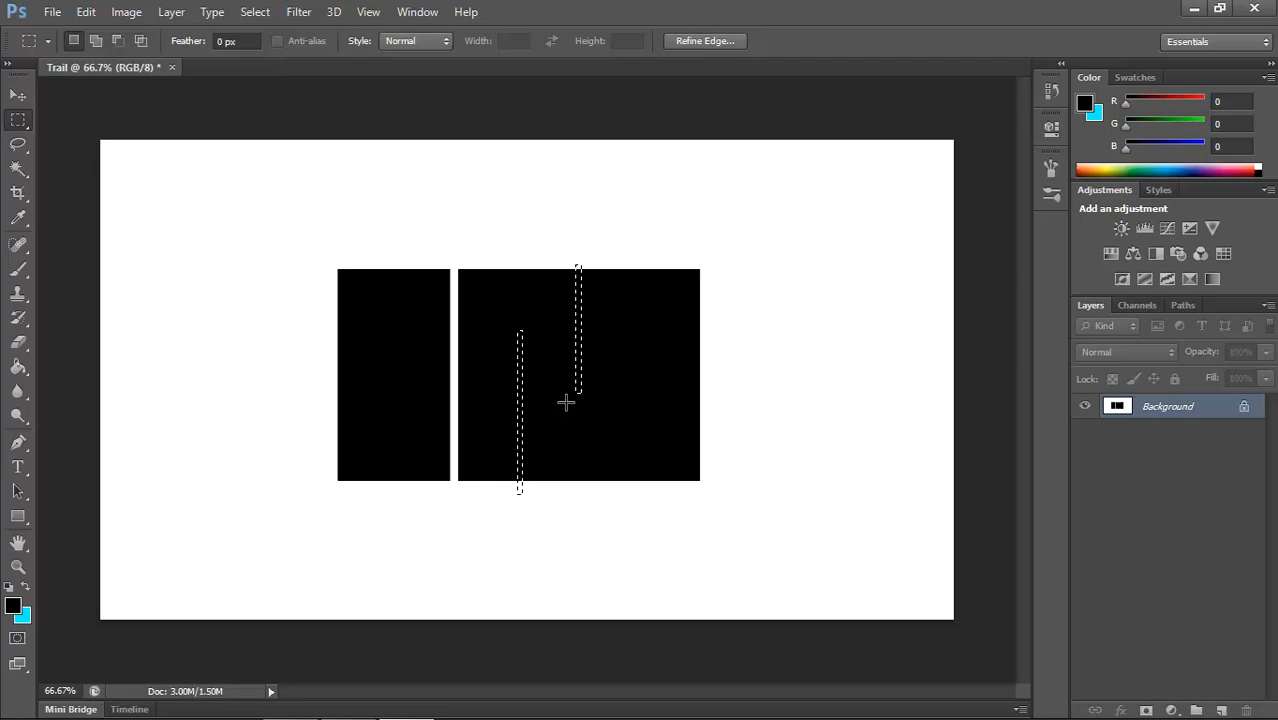 Ps File Edit Image Layer Type Select Filter 3D View Window Help
Feather: 0 px Anti-alias Style: Normal Width: Height: Refine Edge... Essentials
Trail @ 66.7% (RGB/8) * ×
Color Swatches
R 0
G 0
B 0
Adjustments Styles
Add an adjustment
Layers Channels Paths
Kind
Normal Opacity: 100%
Lock: Fill: 100%
Background
66.67% Doc: 3.00M/1.50M
Mini Bridge Timeline